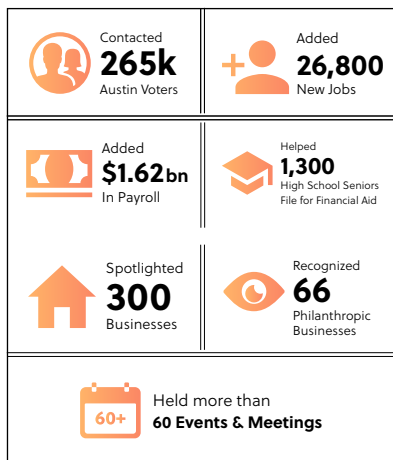 Contacted
265k
Austin Voters
Added
26,800
New Jobs
Added
$1.62bn
In Payroll
Helped
1,300
High School Seniors
File for Financial Aid
Spotlighted
300
Businesses
Recognized
66
Philanthropic
Businesses
60+
Held more than
60 Events & Meetings